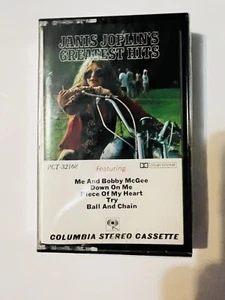 JANIS JOPLIN'S
GREATEST HITS
PCT-32168
Featuring
Me And Bobby McGee
Down On Me
Piece Of My Heart
Try
Ball And Chain
COLUMBIA STEREO CASSETTE